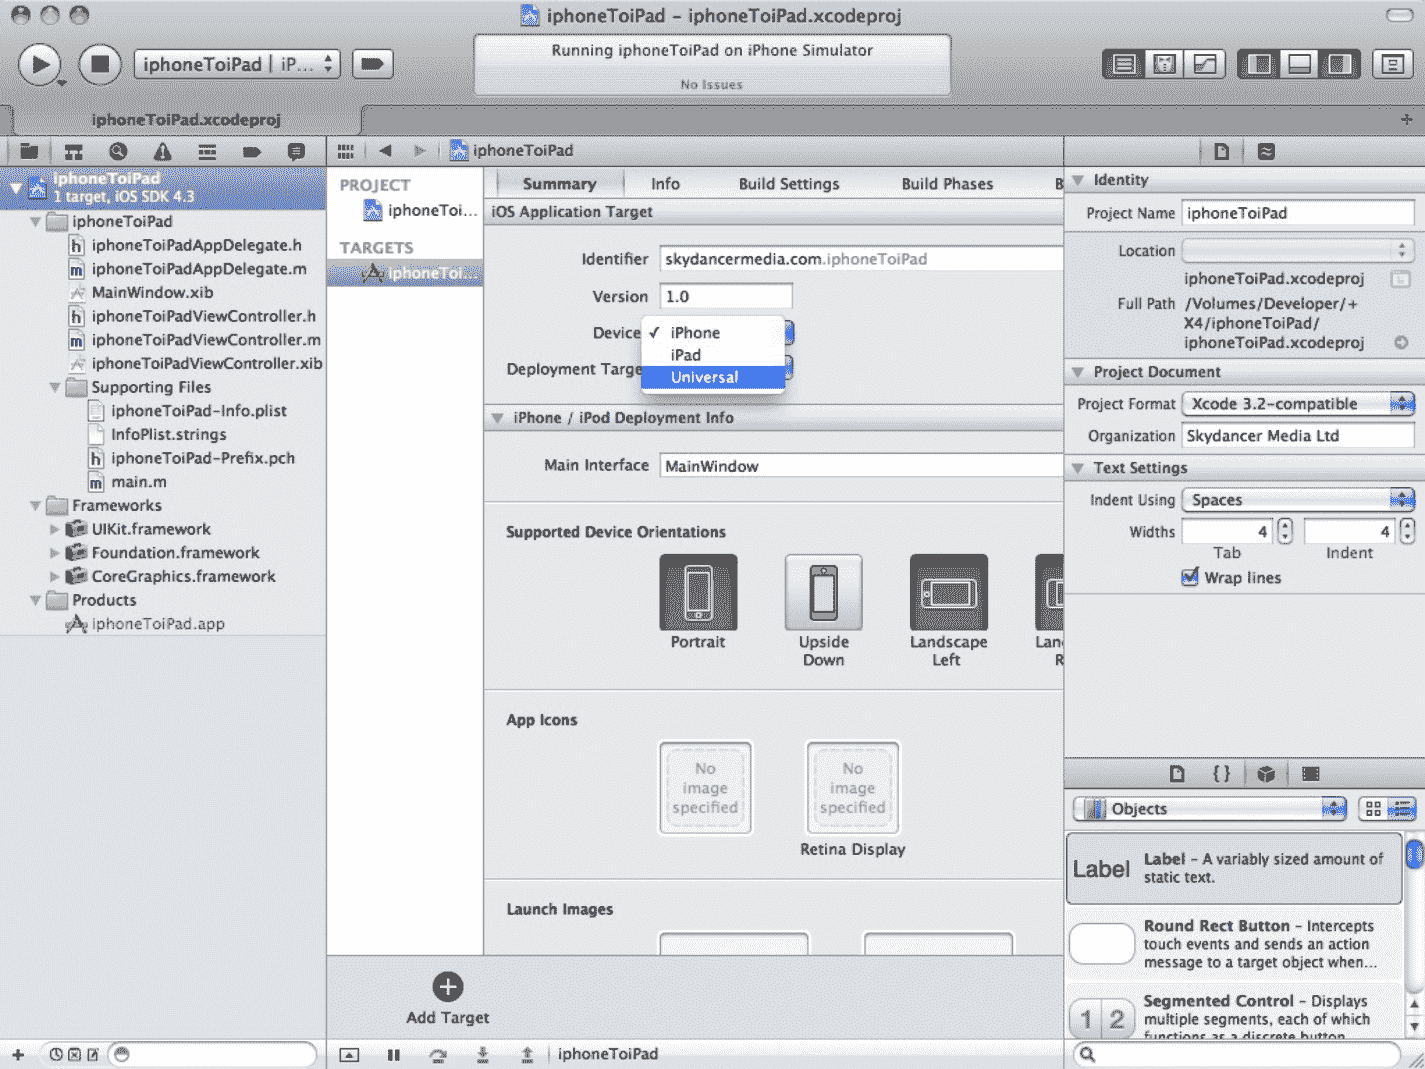 iphoneToiPad – iphoneToiPad.xcodeproj
iphoneToiPad | iP...
Running iphoneToiPad on iPhone Simulator
No Issues
iphoneToiPad.xcodeproj
iphoneToiPad
1 target, iOS SDK 4.3
iphoneToiPad
iphoneToiPadAppDelegate.h
iphoneToiPadAppDelegate.m
MainWindow.xib
iphoneToiPadViewController.h
iphoneToiPadViewController.m
iphoneToiPadViewController.xib
Supporting Files
iphoneToiPad-Info.plist
InfoPlist.strings
iphoneToiPad-Prefix.pch
main.m
Frameworks
UIKit.framework
Foundation.framework
CoreGraphics.framework
Products
iphoneToiPad.app
iphoneToiPad
PROJECT
iphoneToi...
TARGETS
iphoneToi...
Summary Info Build Settings Build Phases B
iOS Application Target
Identifier skydancermedia.com.iphoneToiPad
Version 1.0
Device ✓ iPhone
iPad
Universal
Deployment Targe
iPhone / iPod Deployment Info
Main Interface MainWindow
Supported Device Orientations
Portrait
Upside
Down
Landscape
Left
Lan
R
App Icons
No
image
specified
No
image
specified
Retina Display
Launch Images
Add Target
iphoneToiPad
Identity
Project Name iphoneToiPad
Location
iphoneToiPad.xcodeproj
Full Path /Volumes/Developer/+
X4/iphoneToiPad/
iphoneToiPad.xcodeproj
Project Document
Project Format Xcode 3.2-compatible
Organization Skydancer Media Ltd
Text Settings
Indent Using Spaces
Widths 4 4
Tab Indent
Wrap lines
{ }
Objects
Label
Label – A variably sized amount of
static text.
Round Rect Button – Intercepts
touch events and sends an action
message to a target object when...
1 2
Segmented Control – Displays
multiple segments, each of which
functions as a discrete button